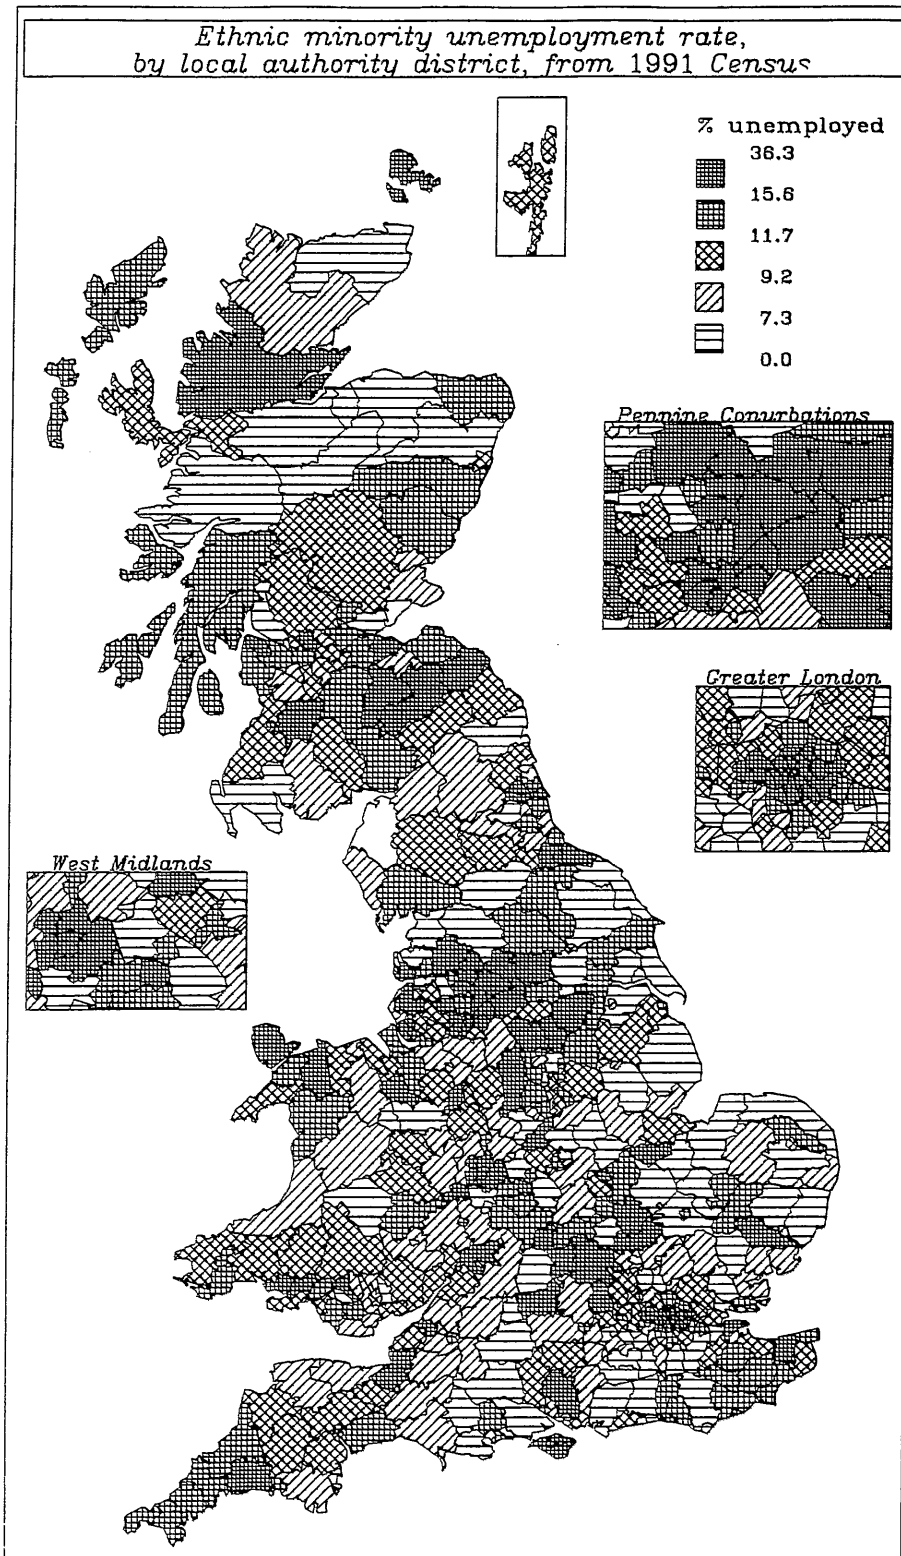 Ethnic minority unemployment rate,
by local authority district, from 1991 Census
% unemployed
36.3
15.6
11.7
9.2
7.3
0.0
Pennine Conurbations
Greater London
West Midlands